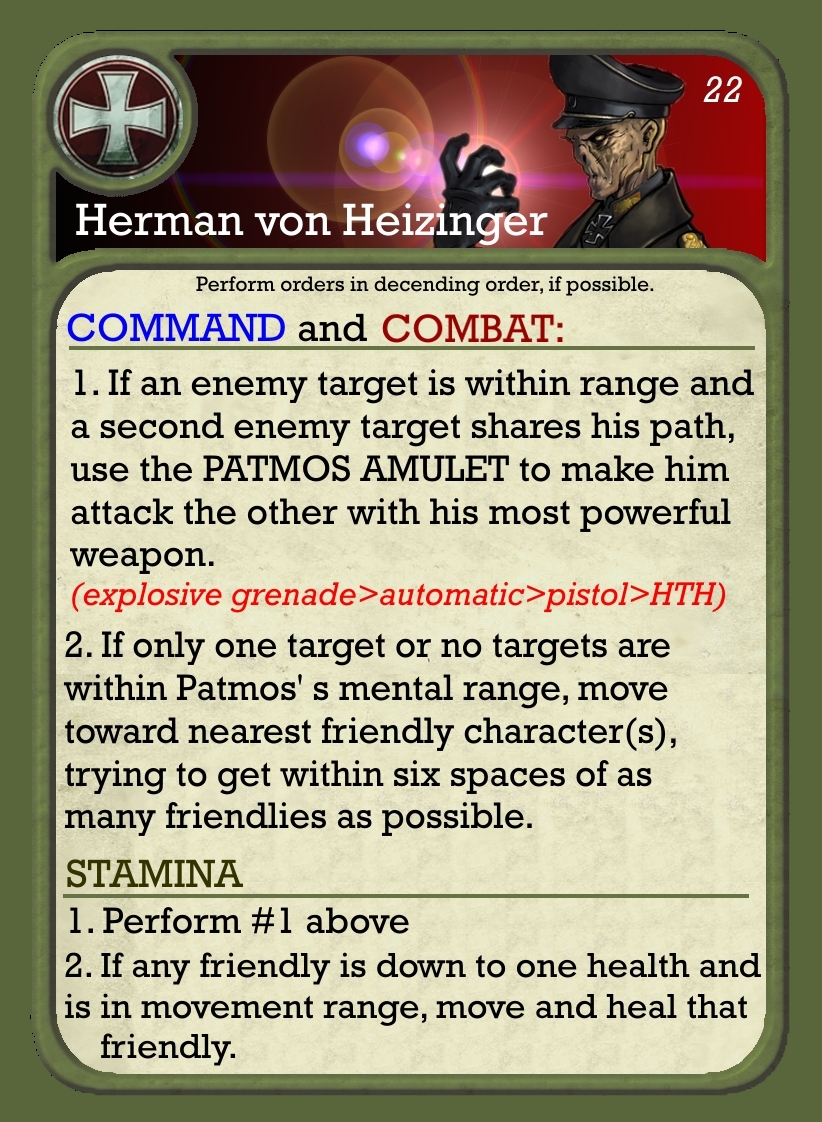 22
Herman von Heizinger
Perform orders in decending order, if possible.
COMMAND and COMBAT:
1. If an enemy target is within range and
a second enemy target shares his path,
use the PATMOS AMULET to make him
attack the other with his most powerful
weapon.
(explosive grenade>automatic>pistol>HTH)
2. If only one target or no targets are
within Patmos' s mental range, move
toward nearest friendly character(s),
trying to get within six spaces of as
many friendlies as possible.
STAMINA
1. Perform #1 above
2. If any friendly is down to one health and
is in movement range, move and heal that
friendly.